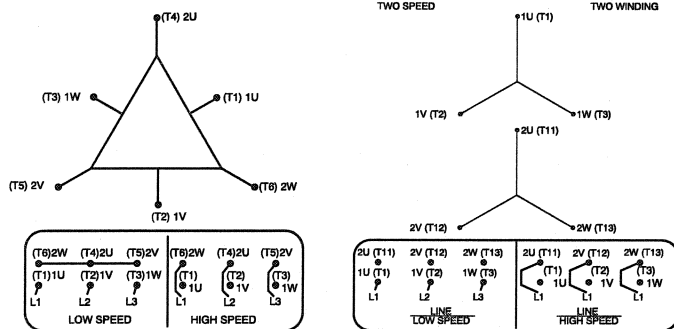 (T4) 2U
(T3) 1W
(T1) 1U
(T5) 2V
(T6) 2W
(T2) 1V
(T6)2W (T4)2U (T5)2V
(T1)1U (T2)1V (T3)1W
L1 L2 L3
LOW SPEED
(T6)2W (T4)2U (T5)2V
(T1) (T2) (T3)
1U 1V 1W
L1 L2 L3
HIGH SPEED
TWO SPEED TWO WINDING
1U (T1)
1V (T2) 1W (T3)
2U (T11)
2V (T12) 2W (T13)
2U (T11) 2V (T12) 2W (T13)
1U (T1) 1V (T2) 1W (T3)
L1 L2 L3
LINE
LOW SPEED
2U (T11) 2V (T12) 2W (T13)
(T1) (T2) (T3)
1U 1V 1W
L1 L1 L1
LINE
HIGH SPEED